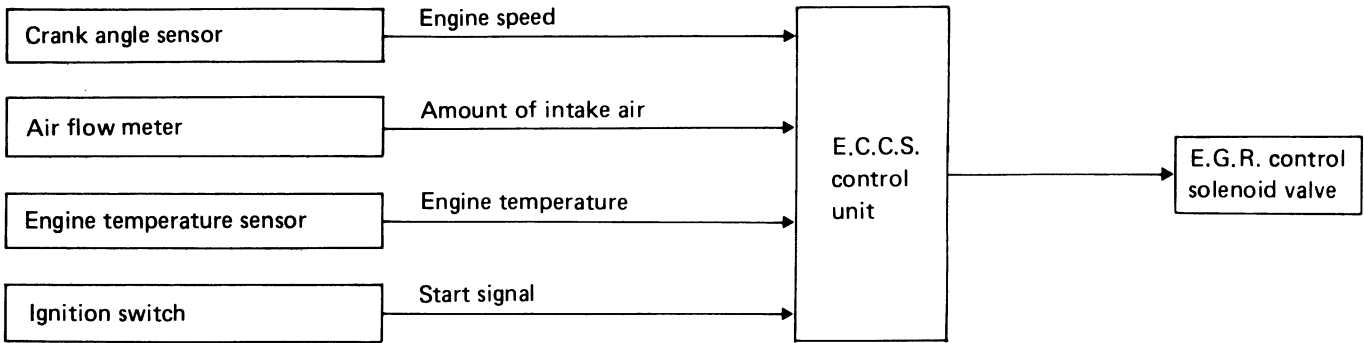 Crank angle sensor
Engine speed
Air flow meter
Amount of intake air
Engine temperature sensor
Engine temperature
Ignition switch
Start signal
E.C.C.S.
control
unit
E.G.R. control
solenoid valve